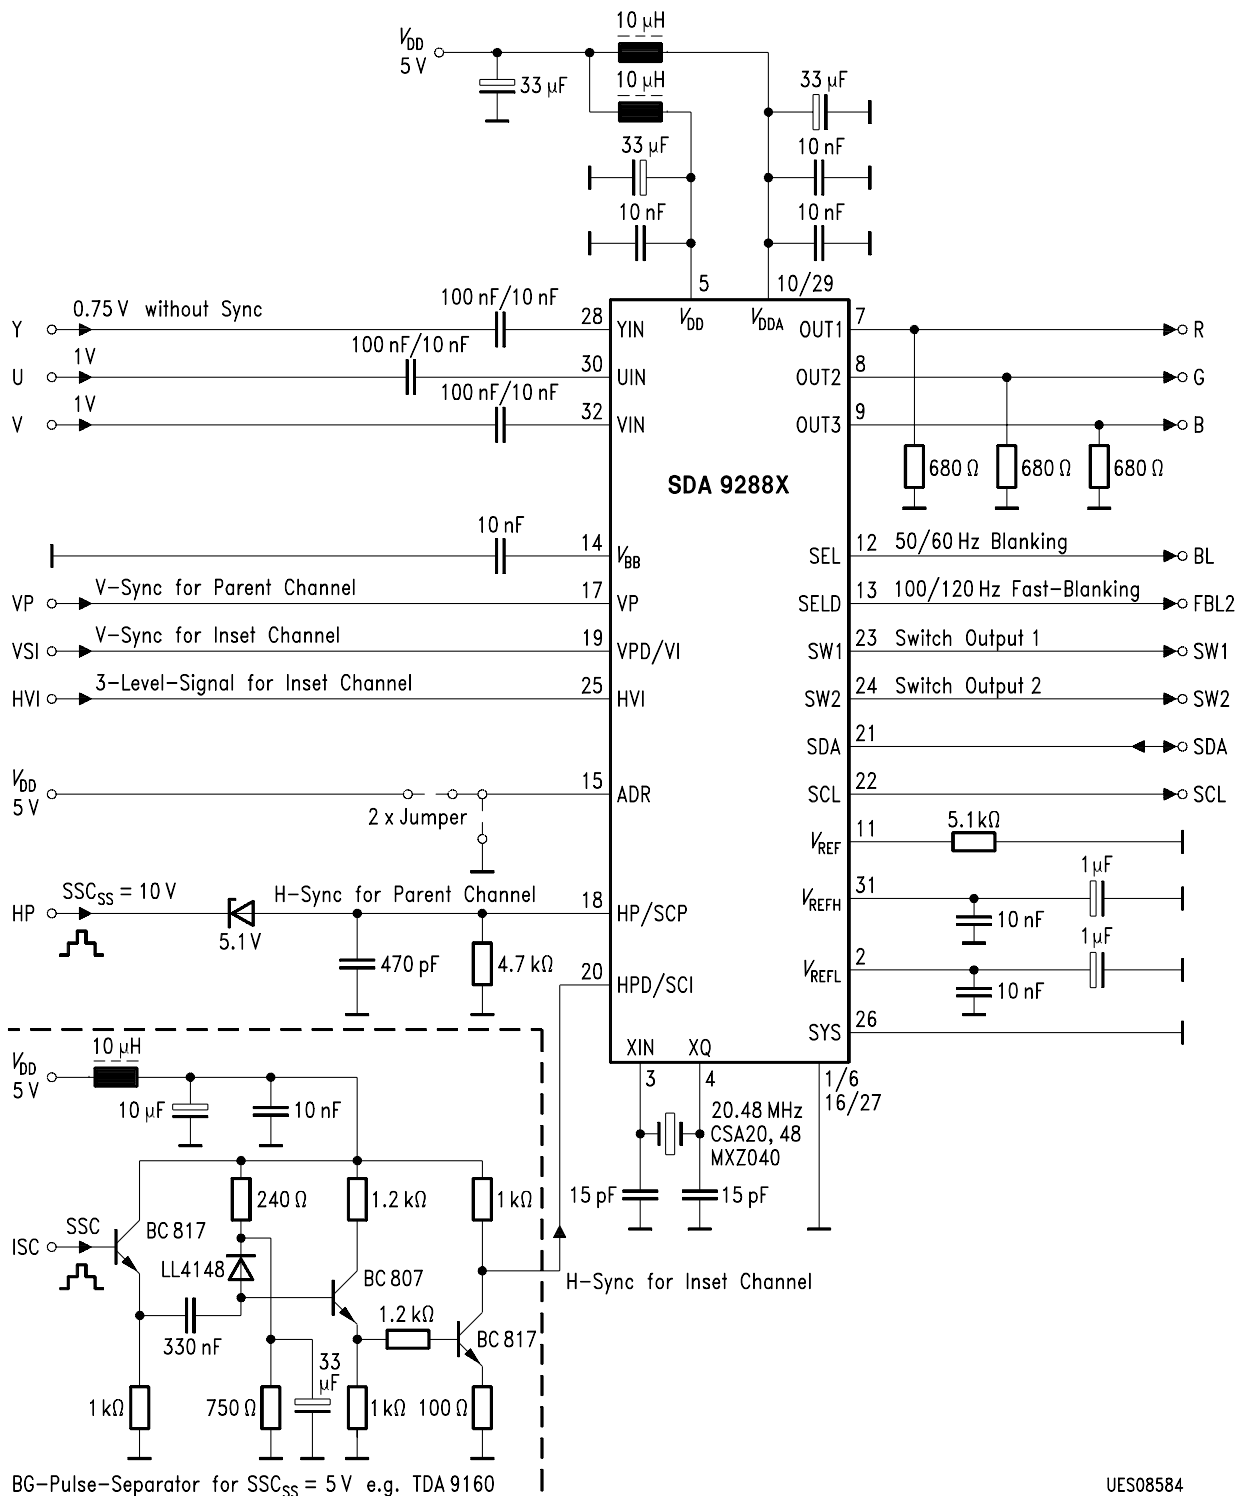 10 μH
VDD
5 V
33 μF
10 μH
33 μF
33 μF
10 nF
10 nF
10 nF
5
10/29
Y
0.75 V without Sync
100 nF/10 nF
28
YIN
VDD
VDDA
OUT1
7
R
U
1V
100 nF/10 nF
30
UIN
OUT2
8
G
V
1V
100 nF/10 nF
32
VIN
OUT3
9
B
680 Ω
680 Ω
680 Ω
SDA 9288X
10 nF
14
VBB
SEL
12
50/60 Hz Blanking
BL
VP
V-Sync for Parent Channel
17
VP
SELD
13
100/120 Hz Fast-Blanking
FBL2
VSI
V-Sync for Inset Channel
19
VPD/VI
SW1
23
Switch Output 1
SW1
HVI
3-Level-Signal for Inset Channel
25
HVI
SW2
24
Switch Output 2
SW2
SDA
21
SDA
VDD
5 V
2 x Jumper
15
ADR
SCL
22
SCL
VREF
11
5.1 kΩ
HP
SSCSS = 10 V
5.1 V
H-Sync for Parent Channel
18
HP/SCP
VREFH
31
10 nF
1 μF
470 pF
4.7 kΩ
20
HPD/SCI
VREFL
2
10 nF
1 μF
SYS
26
XIN
XQ
3
4
1/6
16/27
20.48 MHz
CSA20, 48
MXZ040
15 pF
15 pF
VDD
5 V
10 μH
10 μF
10 nF
240 Ω
1.2 kΩ
1 kΩ
ISC
SSC
BC 817
LL4148
BC 807
H-Sync for Inset Channel
330 nF
1.2 kΩ
BC 817
1 kΩ
750 Ω
33
μF
1 kΩ
100 Ω
BG-Pulse-Separator for SSCSS = 5 V e.g. TDA 9160
UES08584